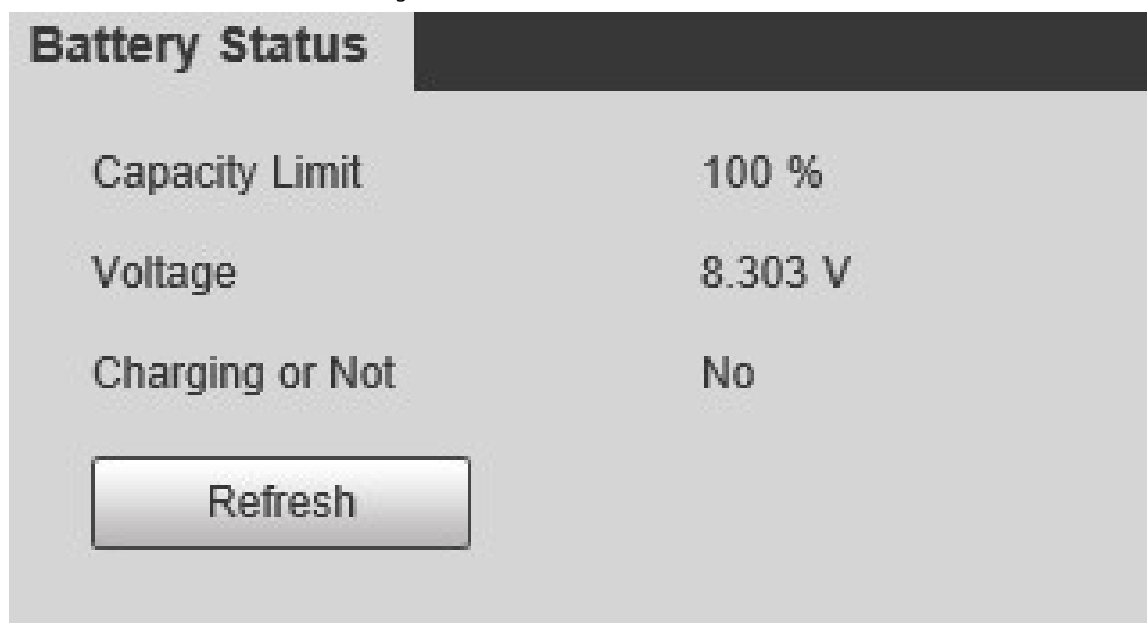 Battery Status
Capacity Limit 100 %
Voltage 8.303 V
Charging or Not No
Refresh